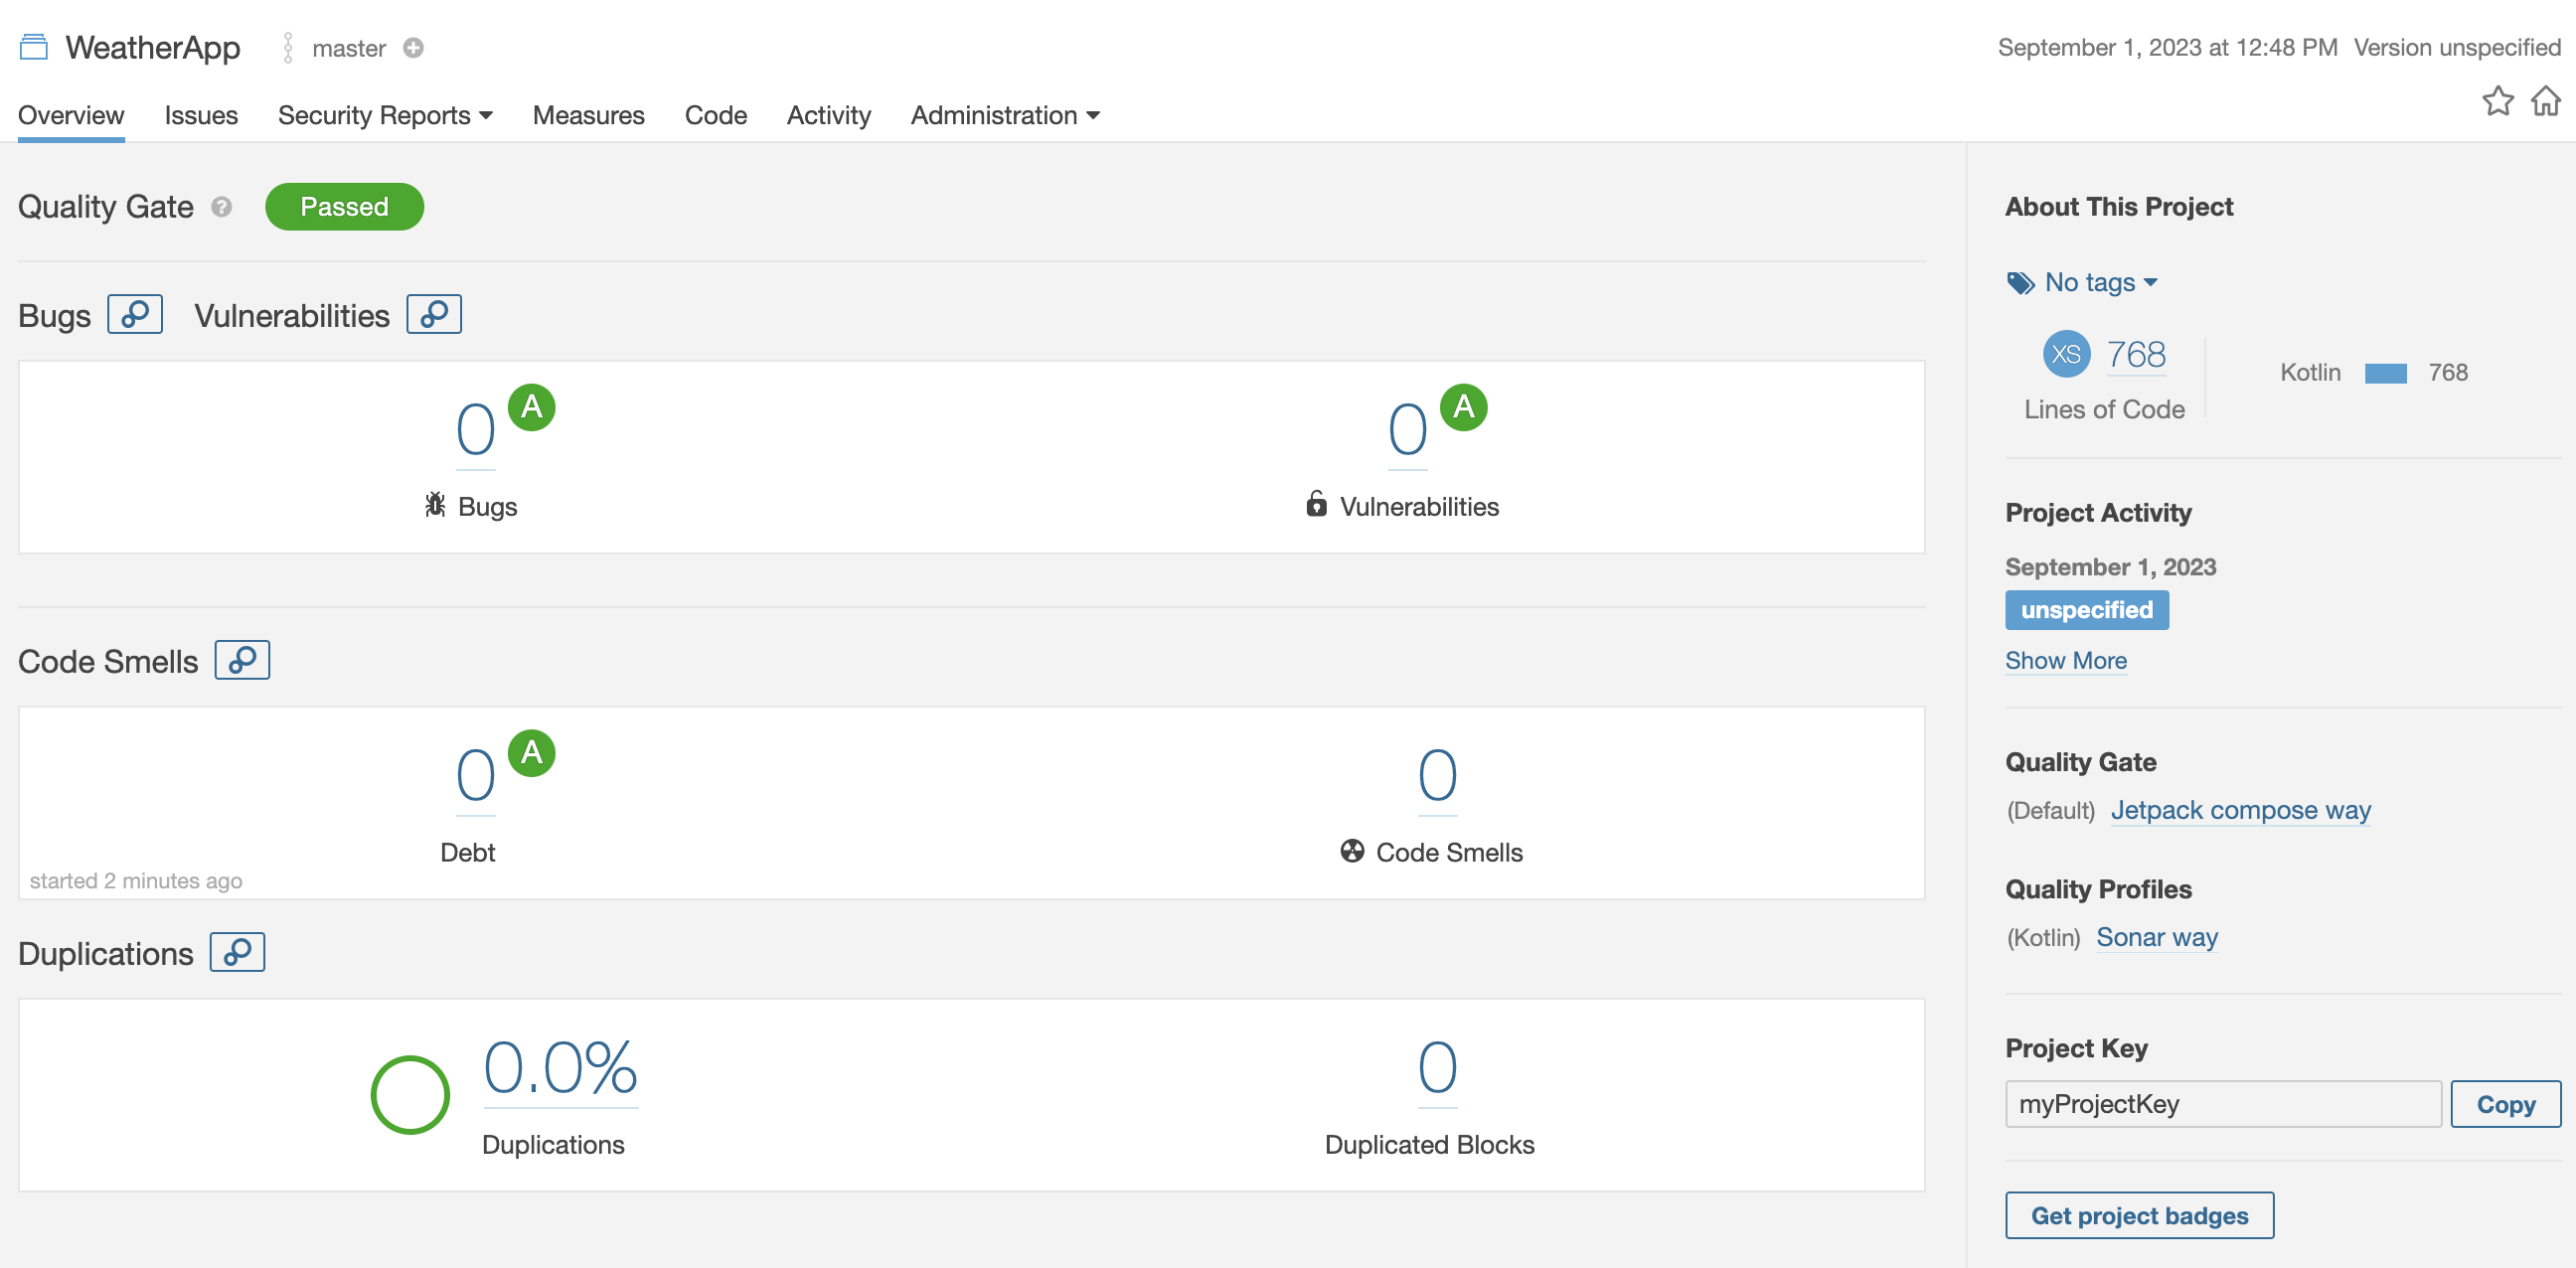 WeatherApp master
September 1, 2023 at 12:48 PM Version unspecified
Overview Issues Security Reports Measures Code Activity Administration
Quality Gate ? Passed
Bugs Vulnerabilities
0 A
Bugs
0 A
Vulnerabilities
Code Smells
0 A
Debt
0
Code Smells
started 2 minutes ago
Duplications
0.0%
Duplications
0
Duplicated Blocks
About This Project
No tags
XS 768
Lines of Code
Kotlin 768
Project Activity
September 1, 2023
unspecified
Show More
Quality Gate
(Default) Jetpack compose way
Quality Profiles
(Kotlin) Sonar way
Project Key
myProjectKey Copy
Get project badges